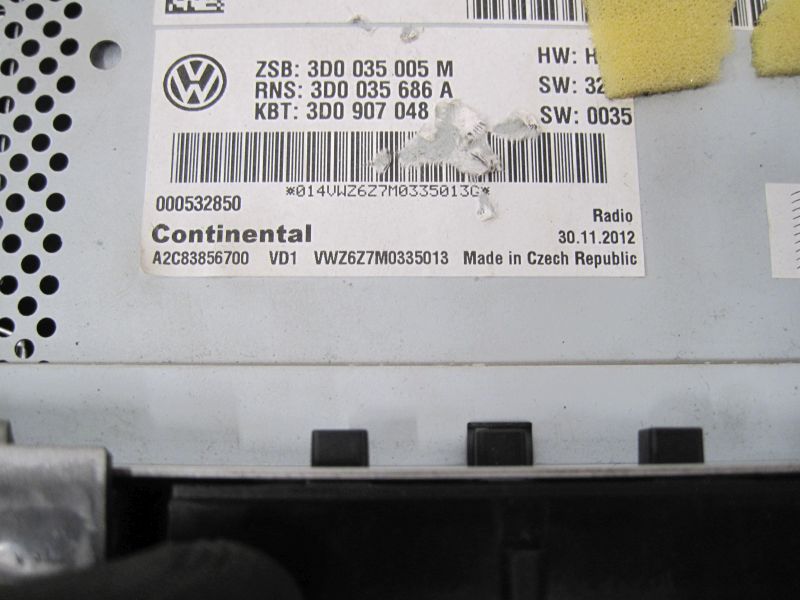 ZSB: 3D0 035 005 M HW: H
RNS: 3D0 035 686 A SW: 32
KBT: 3D0 907 048 SW: 0035
*014VWZ6Z7M0335013G*
000532850
Radio
Continental 30.11.2012
A2C83856700 VD1 VWZ6Z7M0335013 Made in Czech Republic